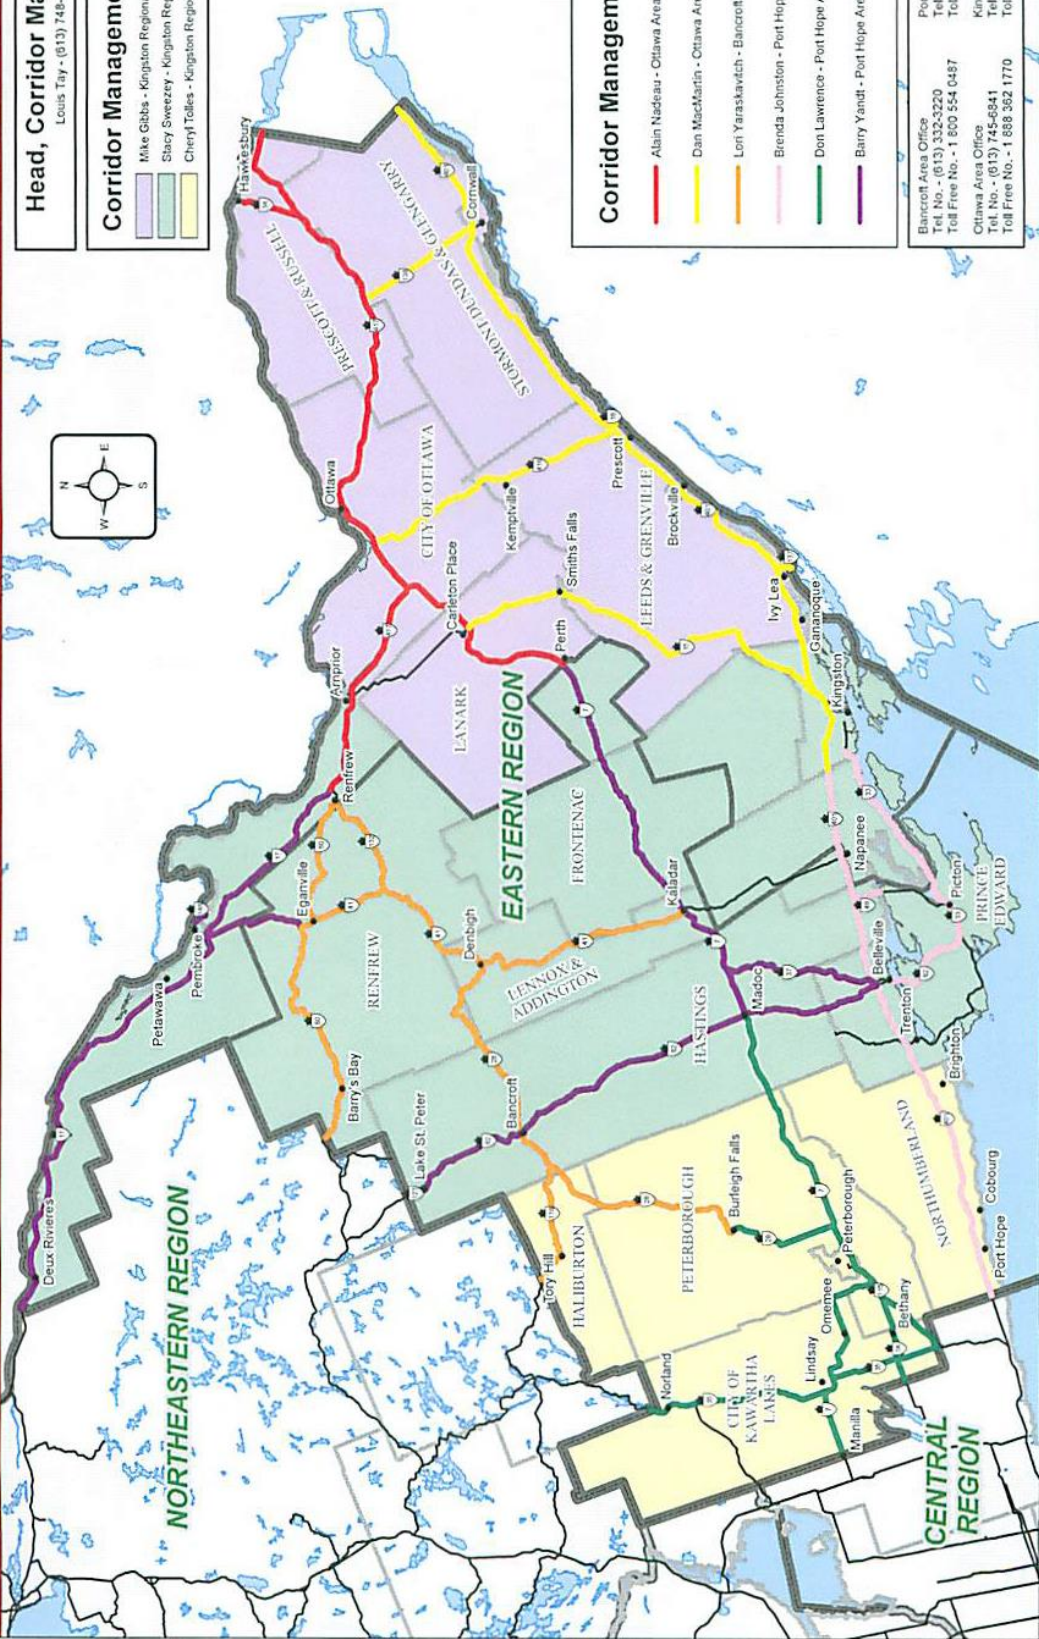 Head, Corridor Ma
Louis Tay - (613) 748-
Corridor Managem
Mike Gibbs - Kingston Regional
Stacy Sweezey - Kingston Reg
Cheryl Tolles - Kingston Regio
Corridor Managem
Alain Nadeau - Ottawa Area
Dan MacMartin - Ottawa Ar
Lori Yaraskavitch - Bancroft
Brenda Johnston - Port Hop
Don Lawrence - Port Hope A
Barry Yandt - Port Hope Are
Bancroft Area Office
Tel. No. - (613) 332-3220
Toll Free No. - 1 800 554 0487
Ottawa Area Office
Tel. No. - (613) 745-6841
Toll Free No. - 1 888 362 1770
Por
Tel
Tol
Kin
Tel
Tol
N
W
E
S
NORTHEASTERN REGION
EASTERN REGION
CENTRAL
REGION
Deux Rivieres
Petawawa
Pembroke
Renfrew
Arnprior
Ottawa
Hawkesbury
PRESCOTT & RUSSELL
STORMONT DUNDAS & GLENGARRY
Cornwall
CITY OF OTTAWA
Carleton Place
Kemptville
Prescott
Smiths Falls
LEEDS & GRENVILLE
Brockville
Perth
LANARK
Ivy Lea
Gananoque
Kingston
Eganville
RENFREW
Barry's Bay
Lake St. Peter
Denbigh
Bancroft
LENNOX &
ADDINGTON
FRONTENAC
Kaladar
HASTINGS
Madoc
Napanee
Belleville
Picton
PRINCE
EDWARD
Trenton
Brighton
Tory Hill
HALIBURTON
PETERBOROUGH
Burleigh Falls
Peterborough
NORTHUMBERLAND
Cobourg
Port Hope
Norland
CITY OF
KAWARTHA
LAKES
Lindsay
Omemee
Bethany
Manilla